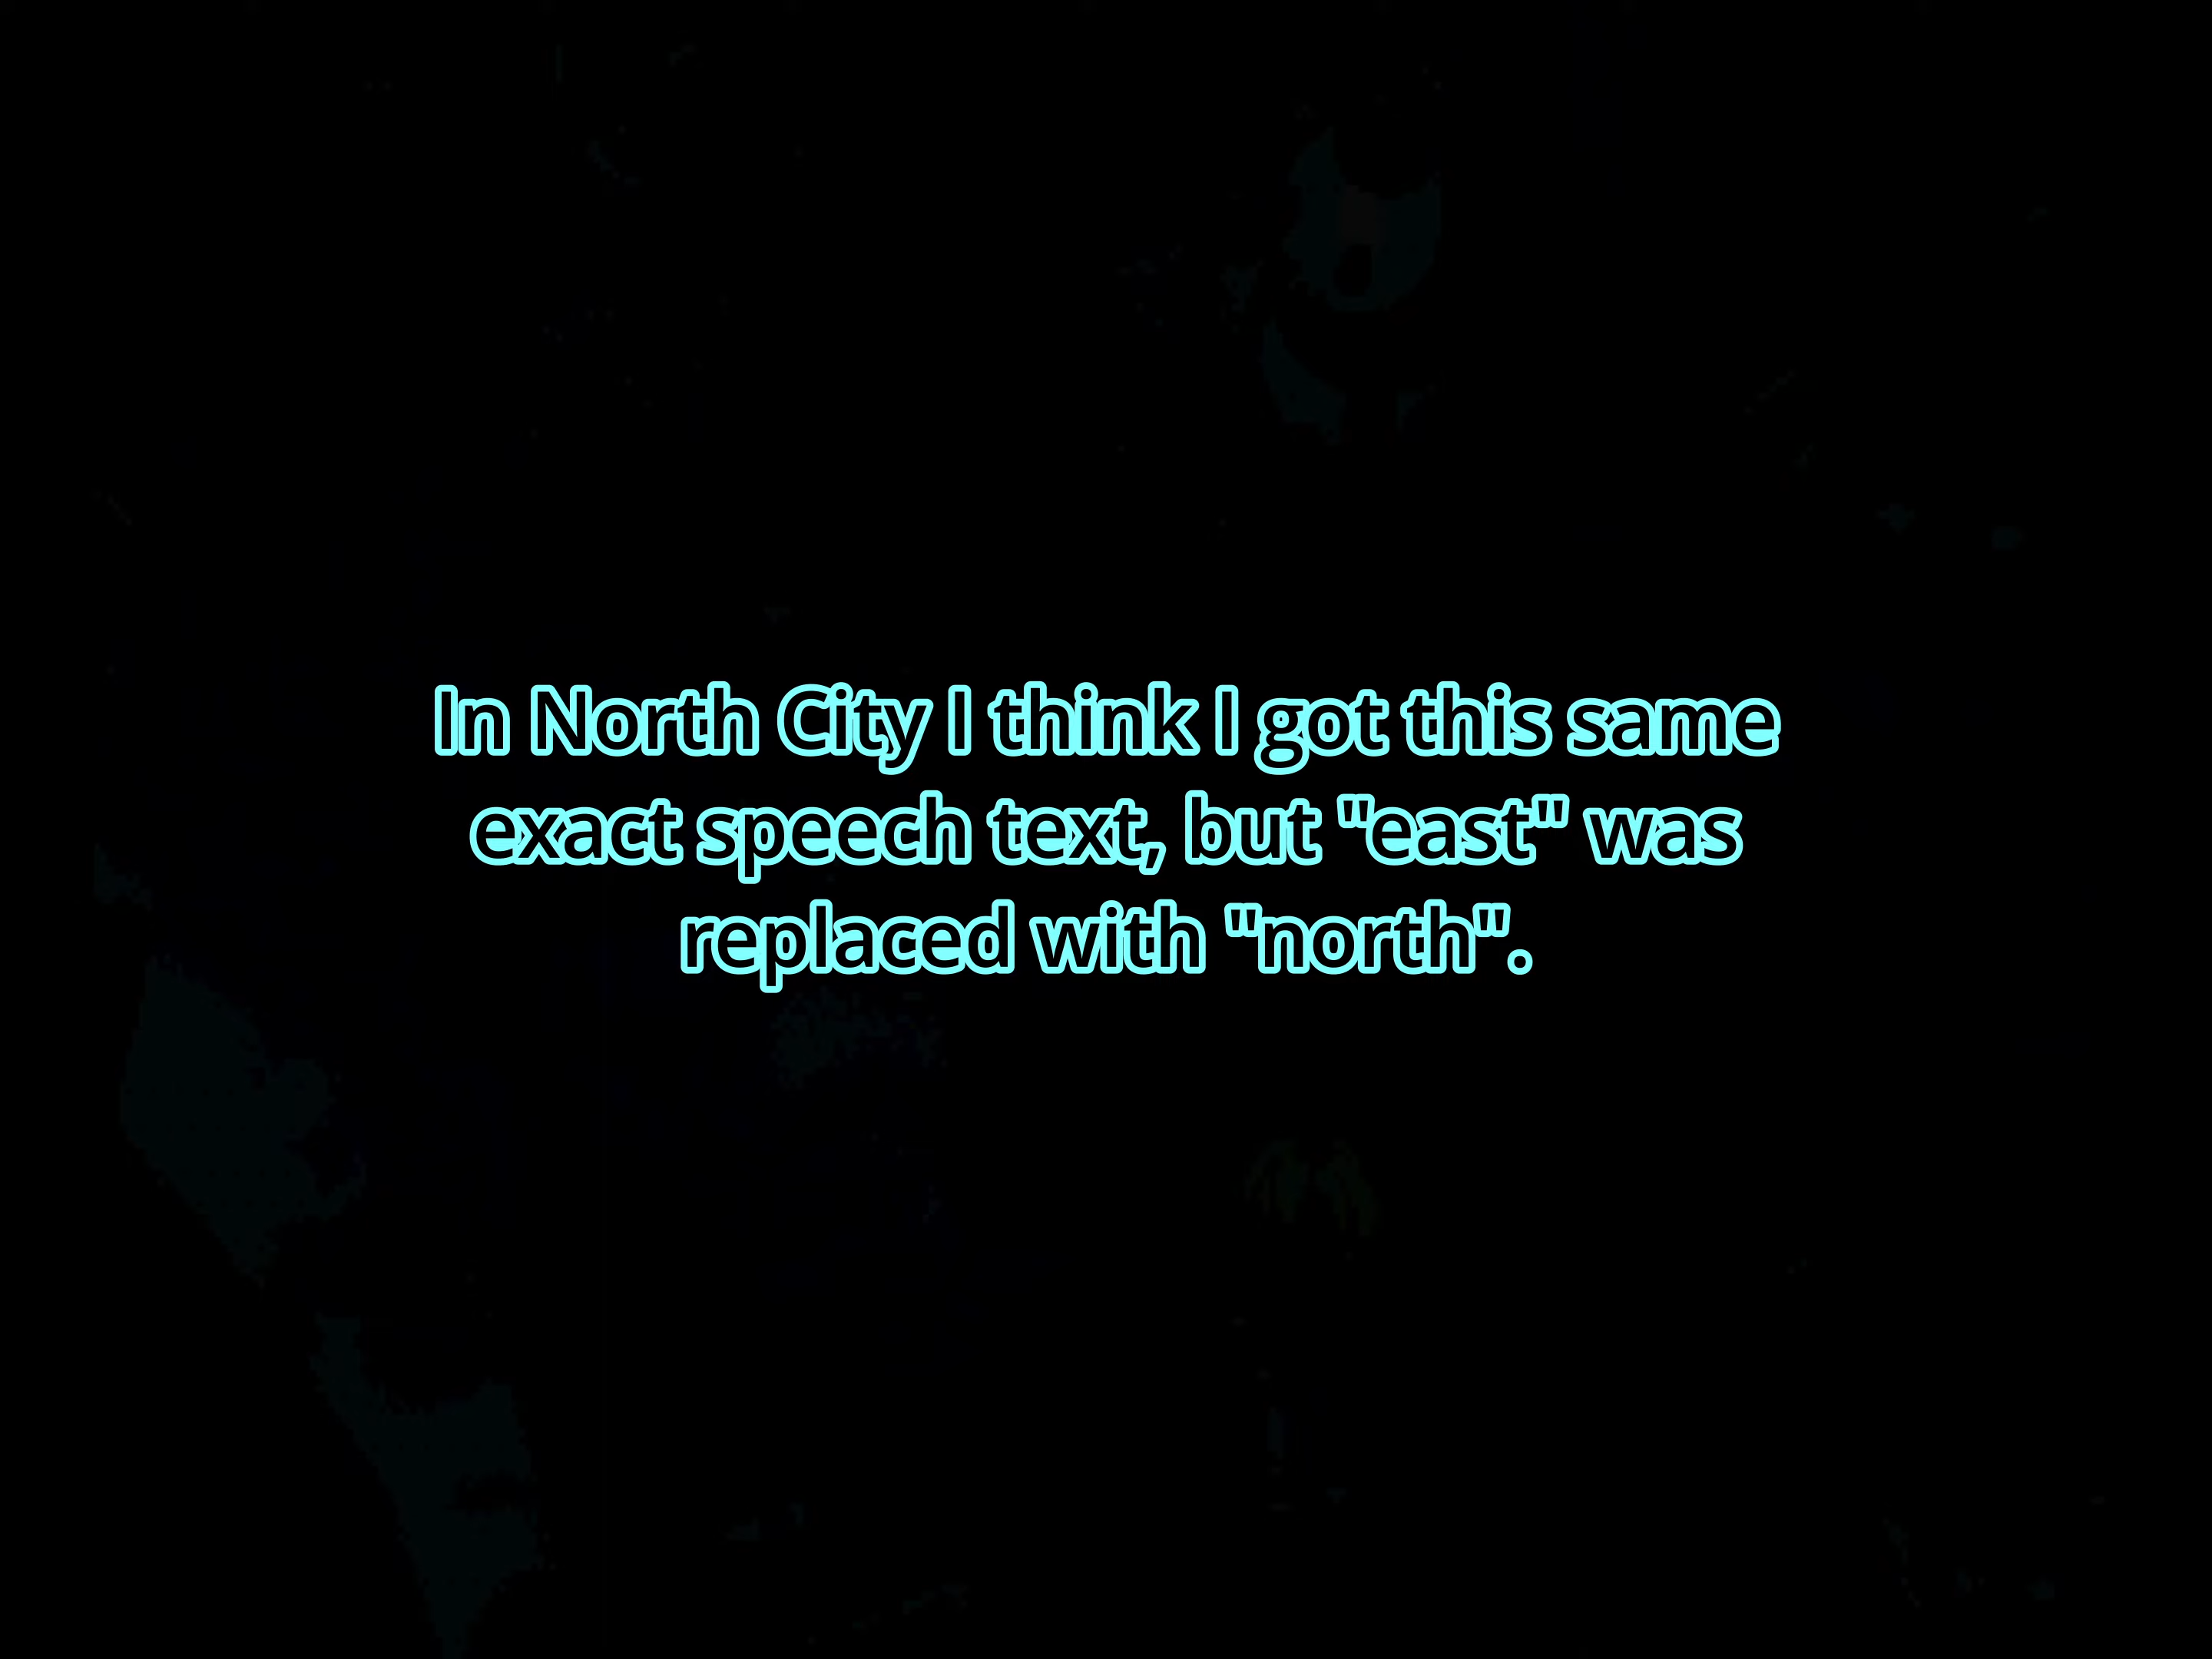 In North City I think I got this same
exact speech text, but "east" was
replaced with "north".